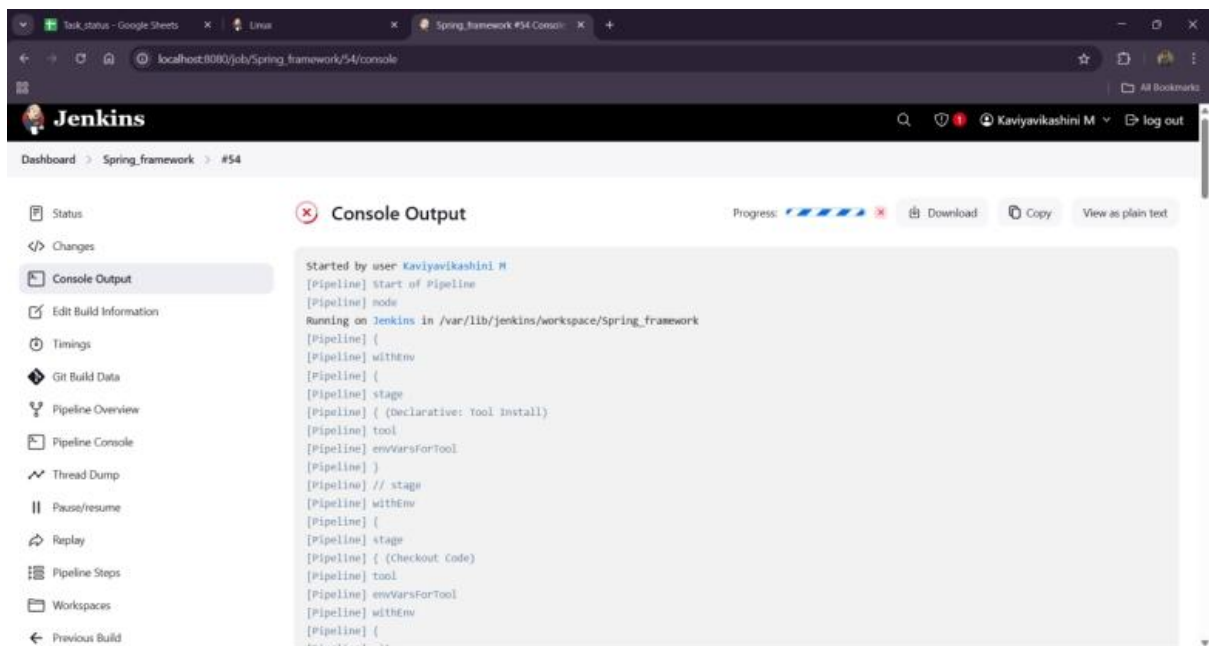 Task_status - Google Sheets
Linux
Spring_framework #54 Console
localhost:8080/job/Spring_framework/54/console
All Bookmarks
Jenkins
1
Kaviyavikashini M
log out
Dashboard > Spring_framework > #54
Status
Changes
Console Output
Edit Build Information
Timings
Git Build Data
Pipeline Overview
Pipeline Console
Thread Dump
Pause/resume
Replay
Pipeline Steps
Workspaces
Previous Build
Console Output
Progress:
Download
Copy
View as plain text
Started by user Kaviyavikashini M
[Pipeline] Start of Pipeline
[Pipeline] node
Running on Jenkins in /var/lib/jenkins/workspace/Spring_framework
[Pipeline] {
[Pipeline] withEnv
[Pipeline] {
[Pipeline] stage
[Pipeline] { (Declarative: Tool Install)
[Pipeline] tool
[Pipeline] envVarsForTool
[Pipeline] }
[Pipeline] // stage
[Pipeline] withEnv
[Pipeline] {
[Pipeline] stage
[Pipeline] { (Checkout Code)
[Pipeline] tool
[Pipeline] envVarsForTool
[Pipeline] withEnv
[Pipeline] {